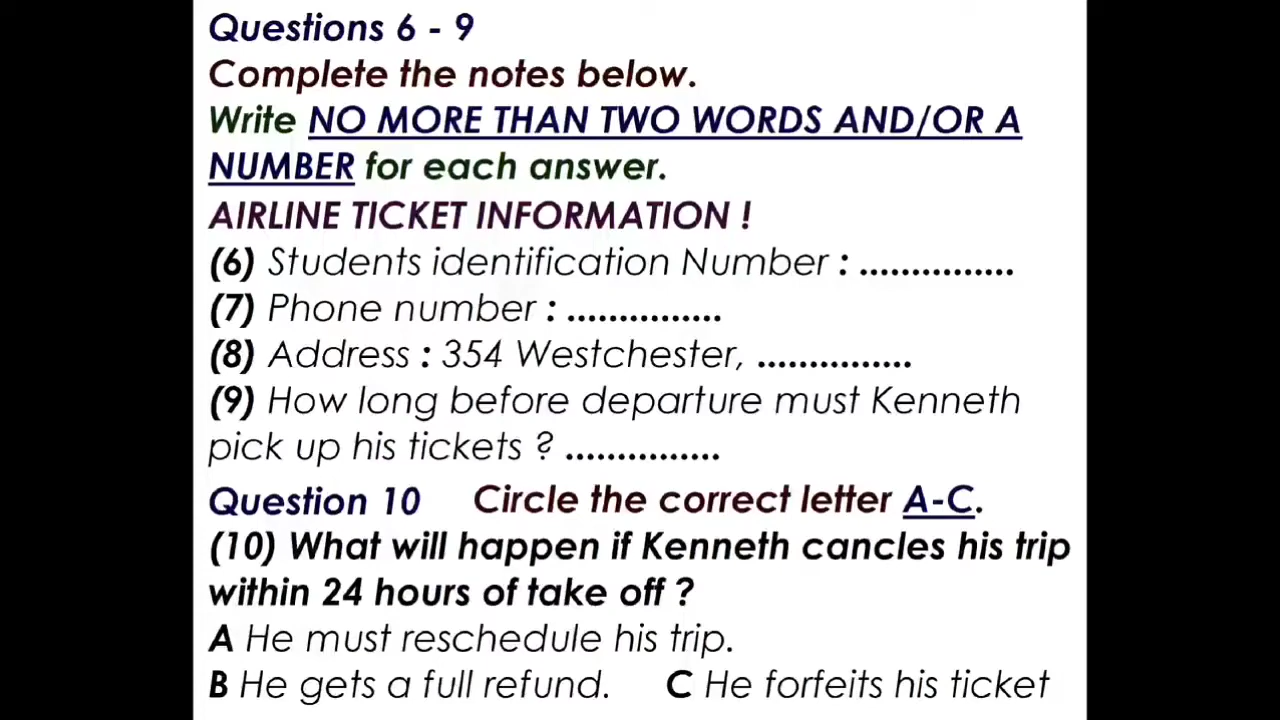 Questions 6 - 9
Complete the notes below.
Write NO MORE THAN TWO WORDS AND/OR A
NUMBER for each answer.
AIRLINE TICKET INFORMATION !
(6) Students identification Number : ...............
(7) Phone number : ...............
(8) Address : 354 Westchester, ...............
(9) How long before departure must Kenneth
pick up his tickets ? ...............
Question 10 Circle the correct letter A-C.
(10) What will happen if Kenneth cancles his trip
within 24 hours of take off ?
A He must reschedule his trip.
B He gets a full refund. C He forfeits his ticket